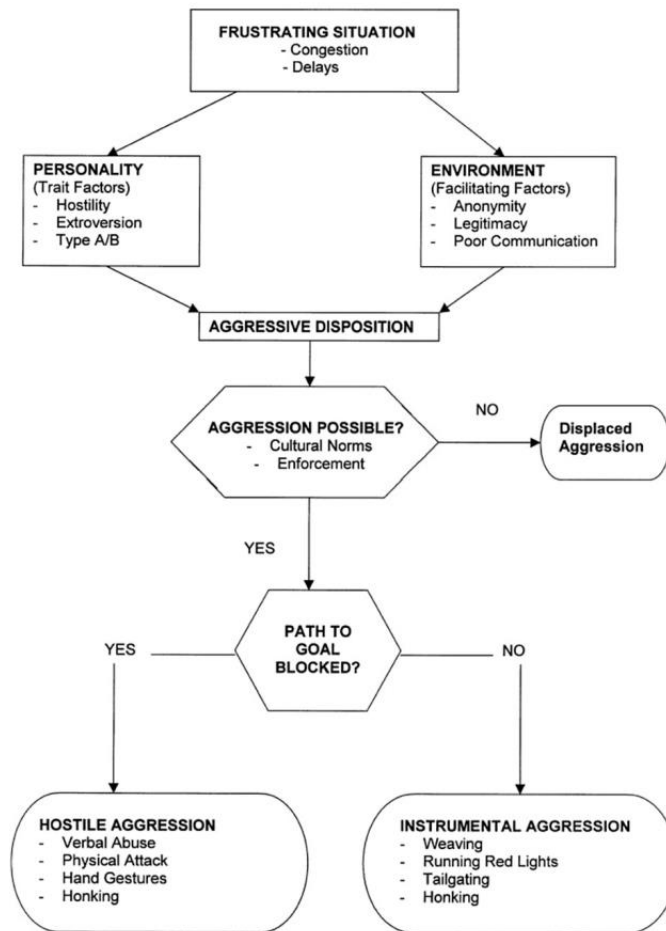 FRUSTRATING SITUATION
- Congestion
- Delays
PERSONALITY
(Trait Factors)
- Hostility
- Extroversion
- Type A/B
ENVIRONMENT
(Facilitating Factors)
- Anonymity
- Legitimacy
- Poor Communication
AGGRESSIVE DISPOSITION
AGGRESSION POSSIBLE?
- Cultural Norms
- Enforcement
NO
Displaced
Aggression
YES
PATH TO
GOAL
BLOCKED?
YES
NO
HOSTILE AGGRESSION
- Verbal Abuse
- Physical Attack
- Hand Gestures
- Honking
INSTRUMENTAL AGGRESSION
- Weaving
- Running Red Lights
- Tailgating
- Honking